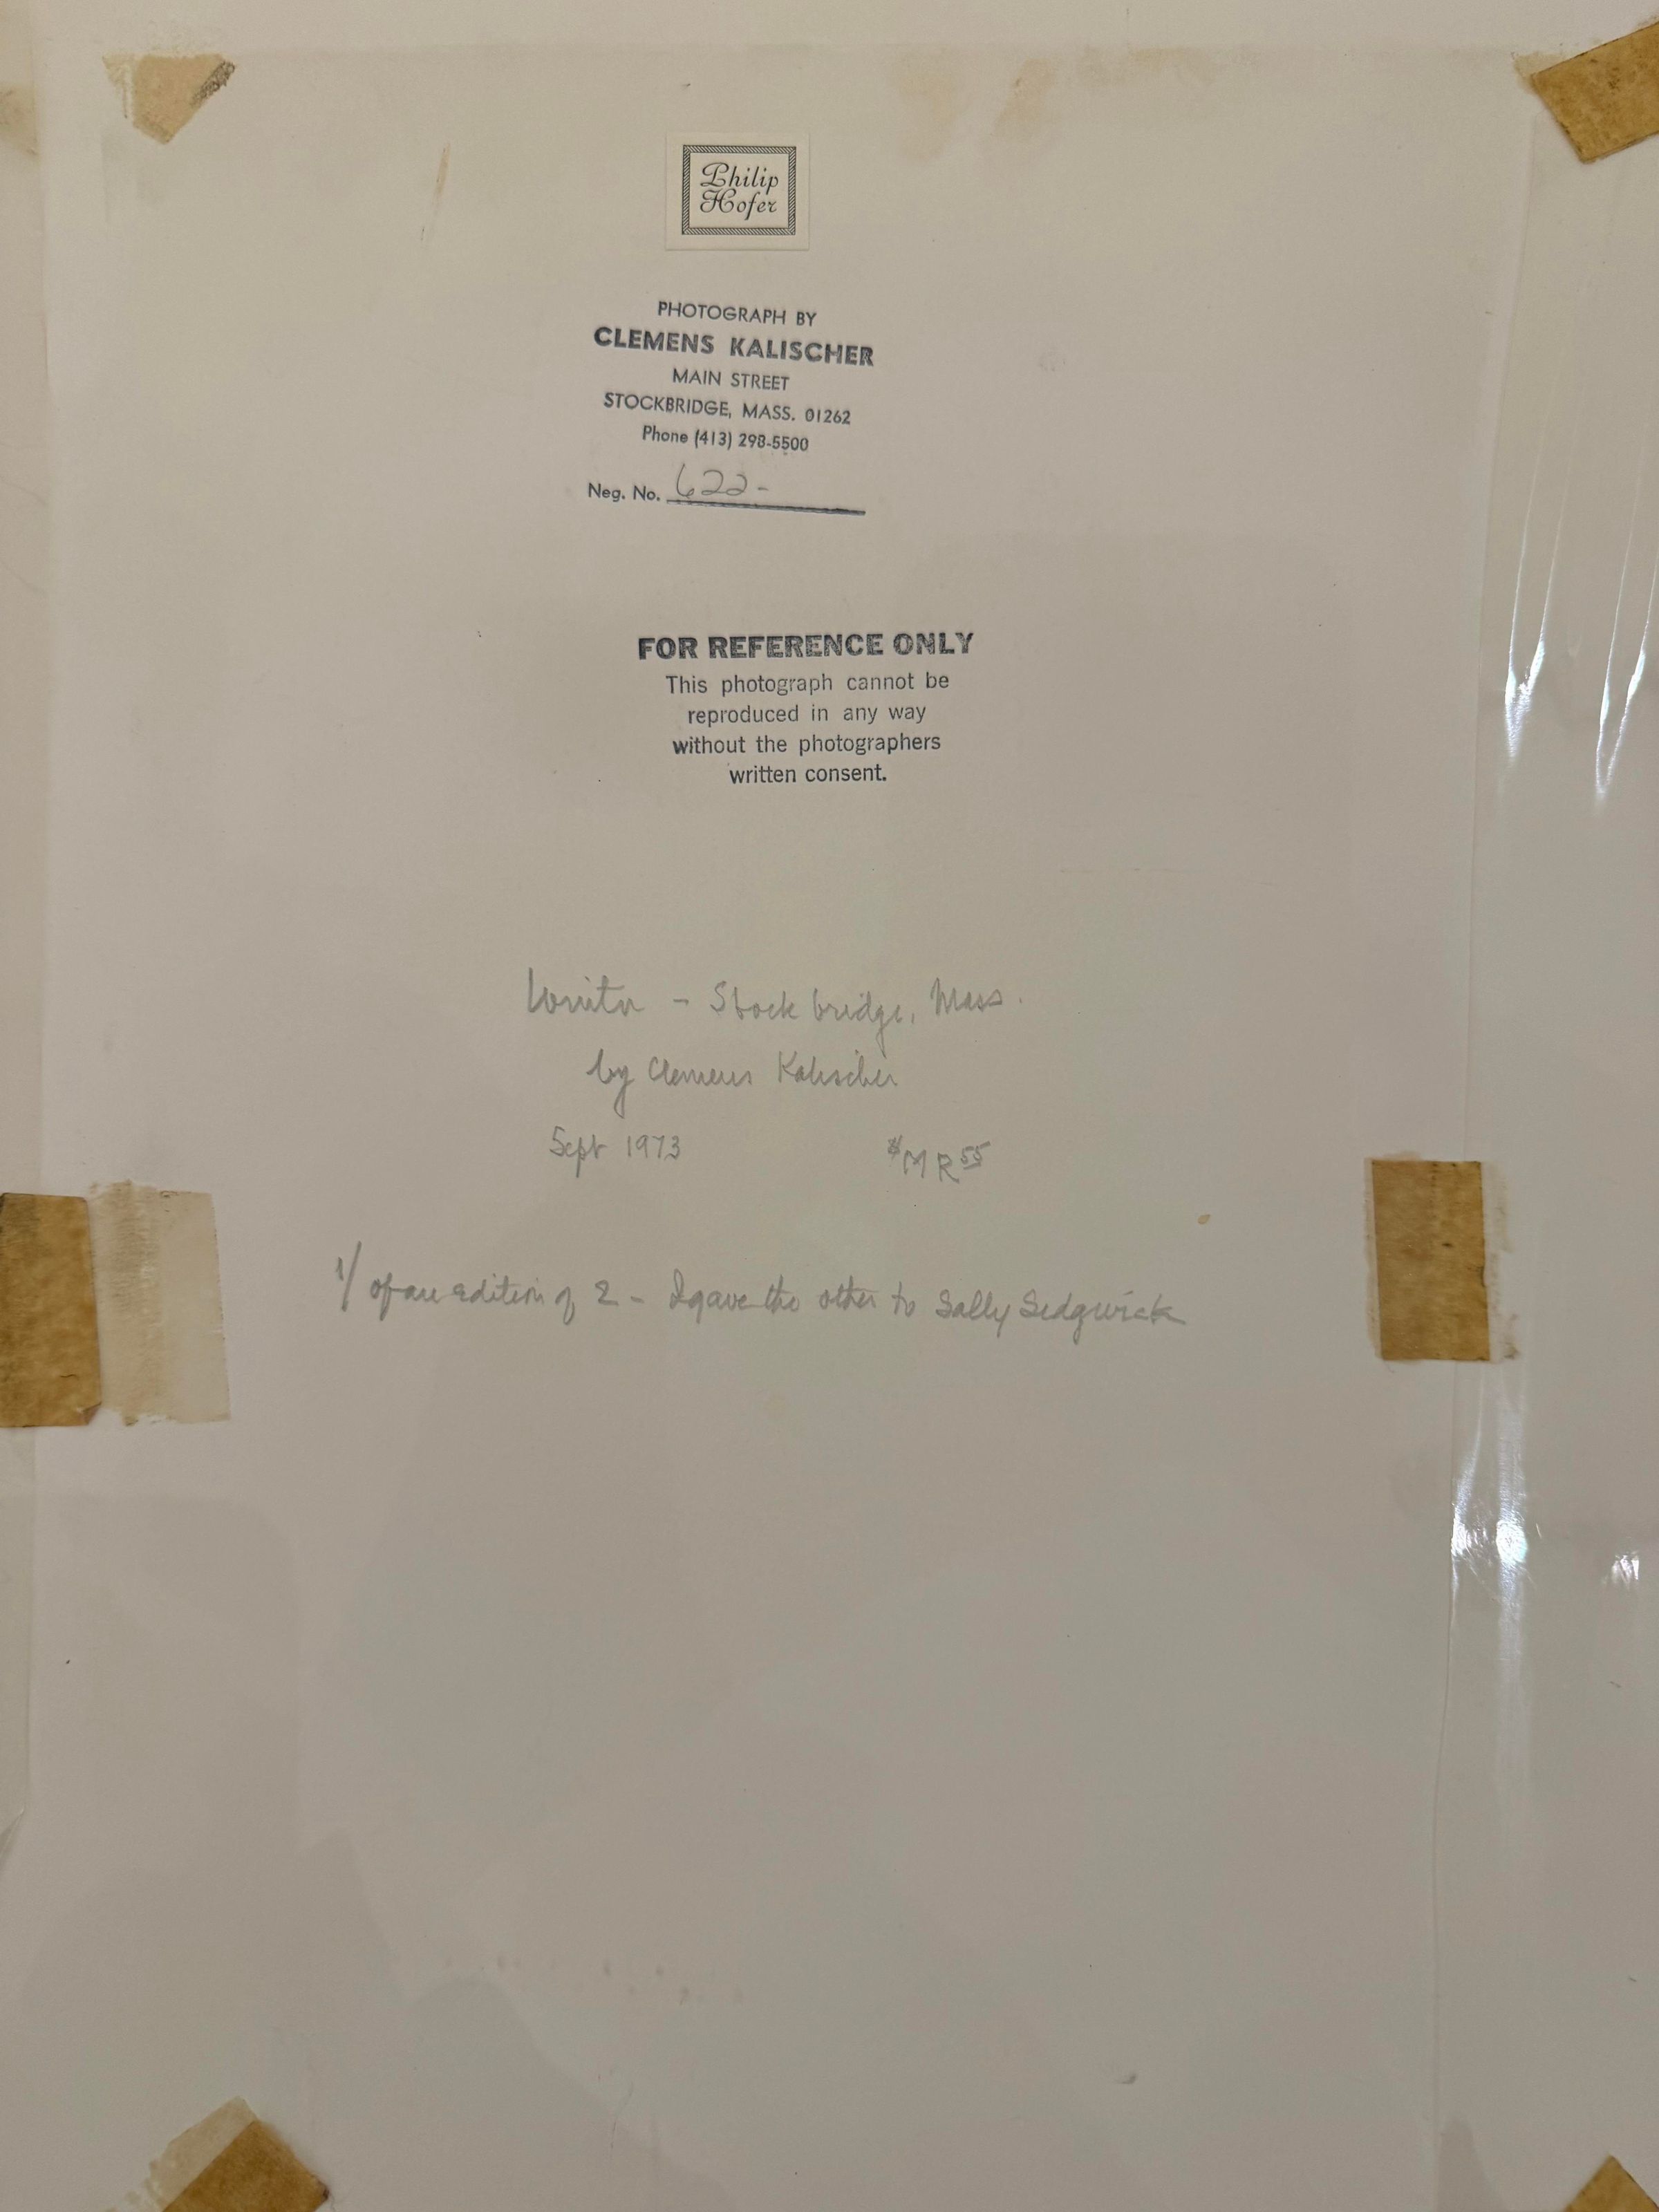 Philip
Hofer
PHOTOGRAPH BY
CLEMENS KALISCHER
MAIN STREET
STOCKBRIDGE, MASS. 01262
Phone (413) 298-5500
Neg. No. 622-
FOR REFERENCE ONLY
This photograph cannot be
reproduced in any way
without the photographers
written consent.
- Stockbridge, Mass.
by Clemens Kalischer
Sept 1973
1/ of an edition of 2 - I gave the other to Sally Sedgwick